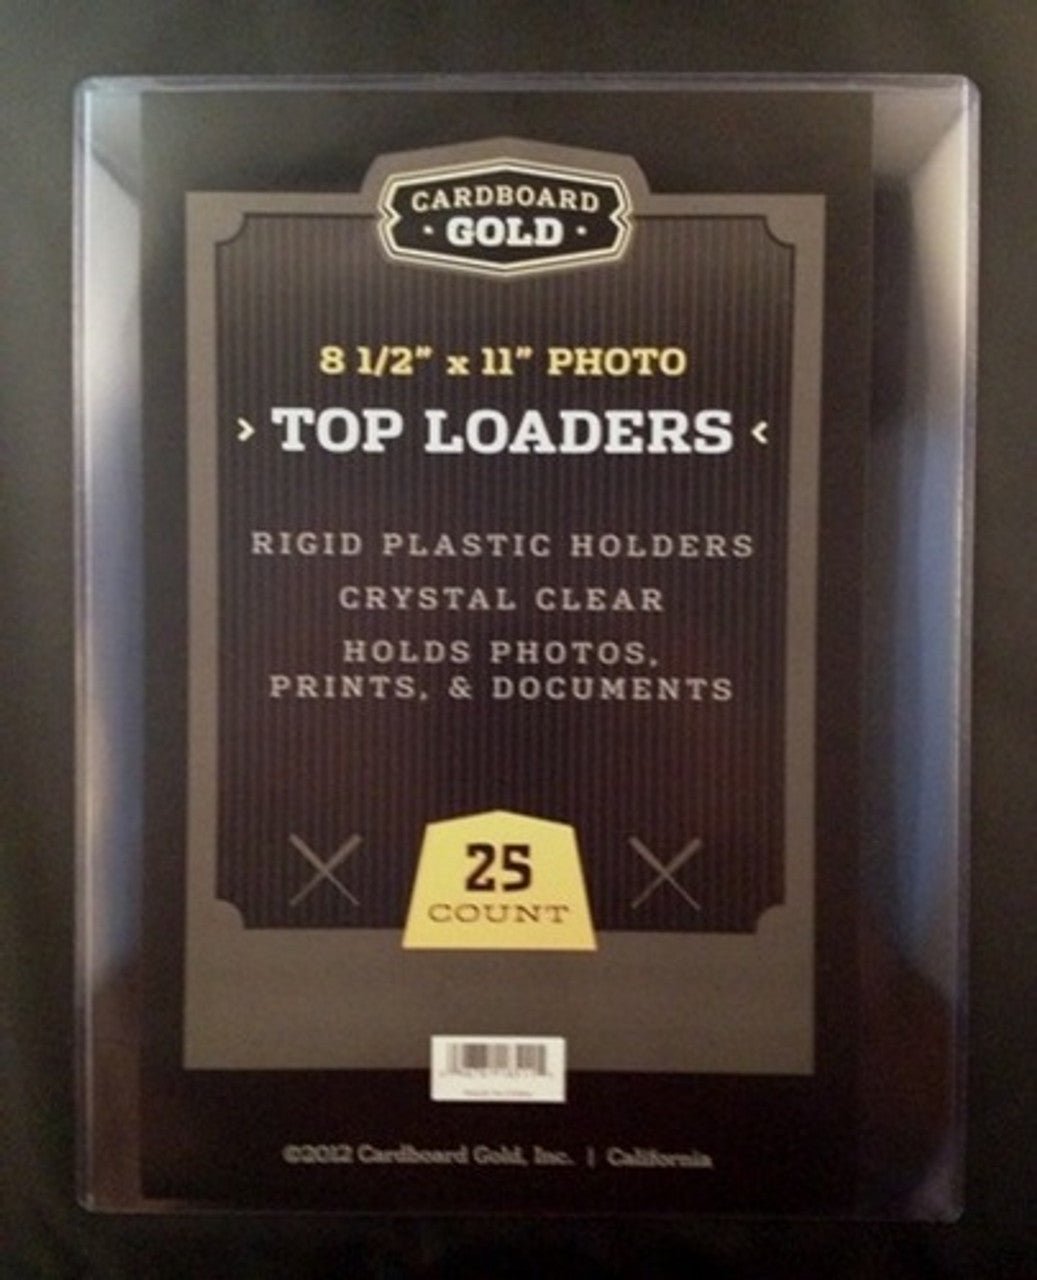 CARDBOARD
· GOLD ·
8 1/2” x 11” PHOTO
› TOP LOADERS ‹
RIGID PLASTIC HOLDERS
CRYSTAL CLEAR
HOLDS PHOTOS,
PRINTS, & DOCUMENTS
25
COUNT
©2012 Cardboard Gold, Inc. | California